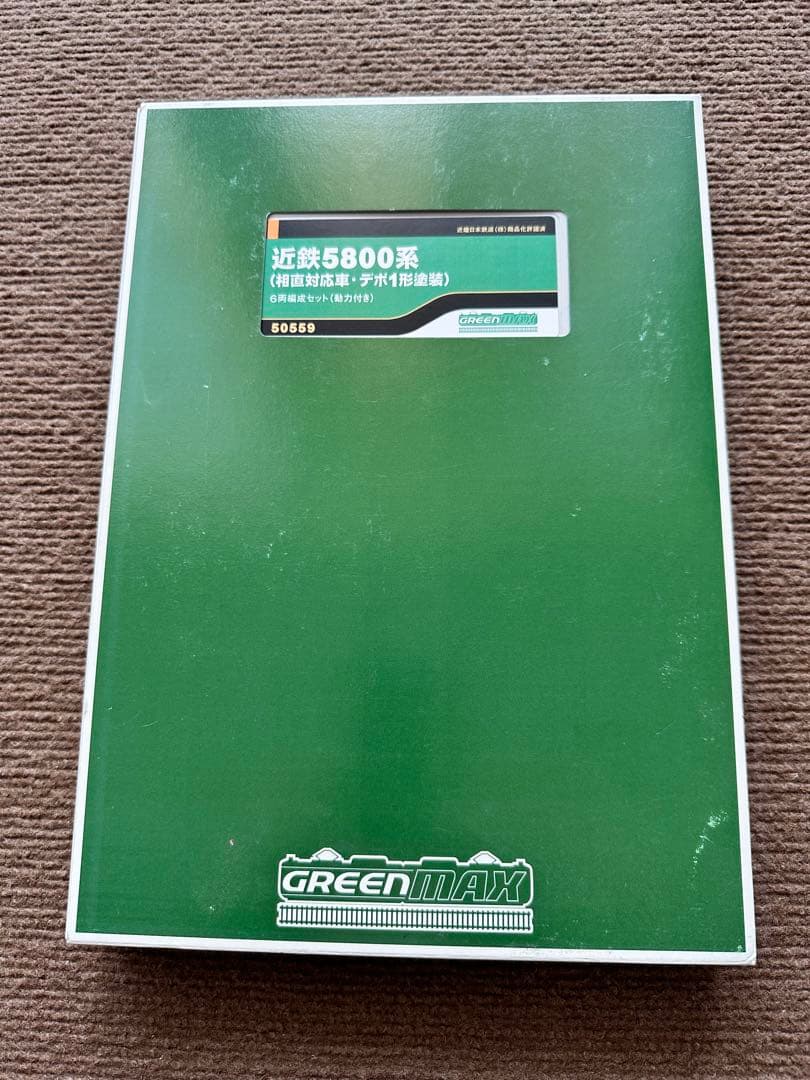 近畿日本鉄道(株)商品化許諾済
近鉄5800系
(相直対応車・デボ1形塗装)
6両編成セット(動力付き)
50559
GREENMAX
GREENMAX